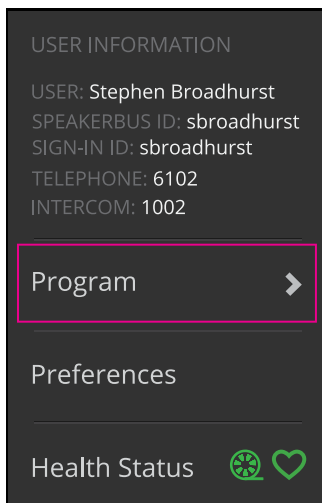 USER INFORMATION
USER: Stephen Broadhurst
SPEAKERBUS ID: sbroadhurst
SIGN-IN ID: sbroadhurst
TELEPHONE: 6102
INTERCOM: 1002
Program
Preferences
Health Status